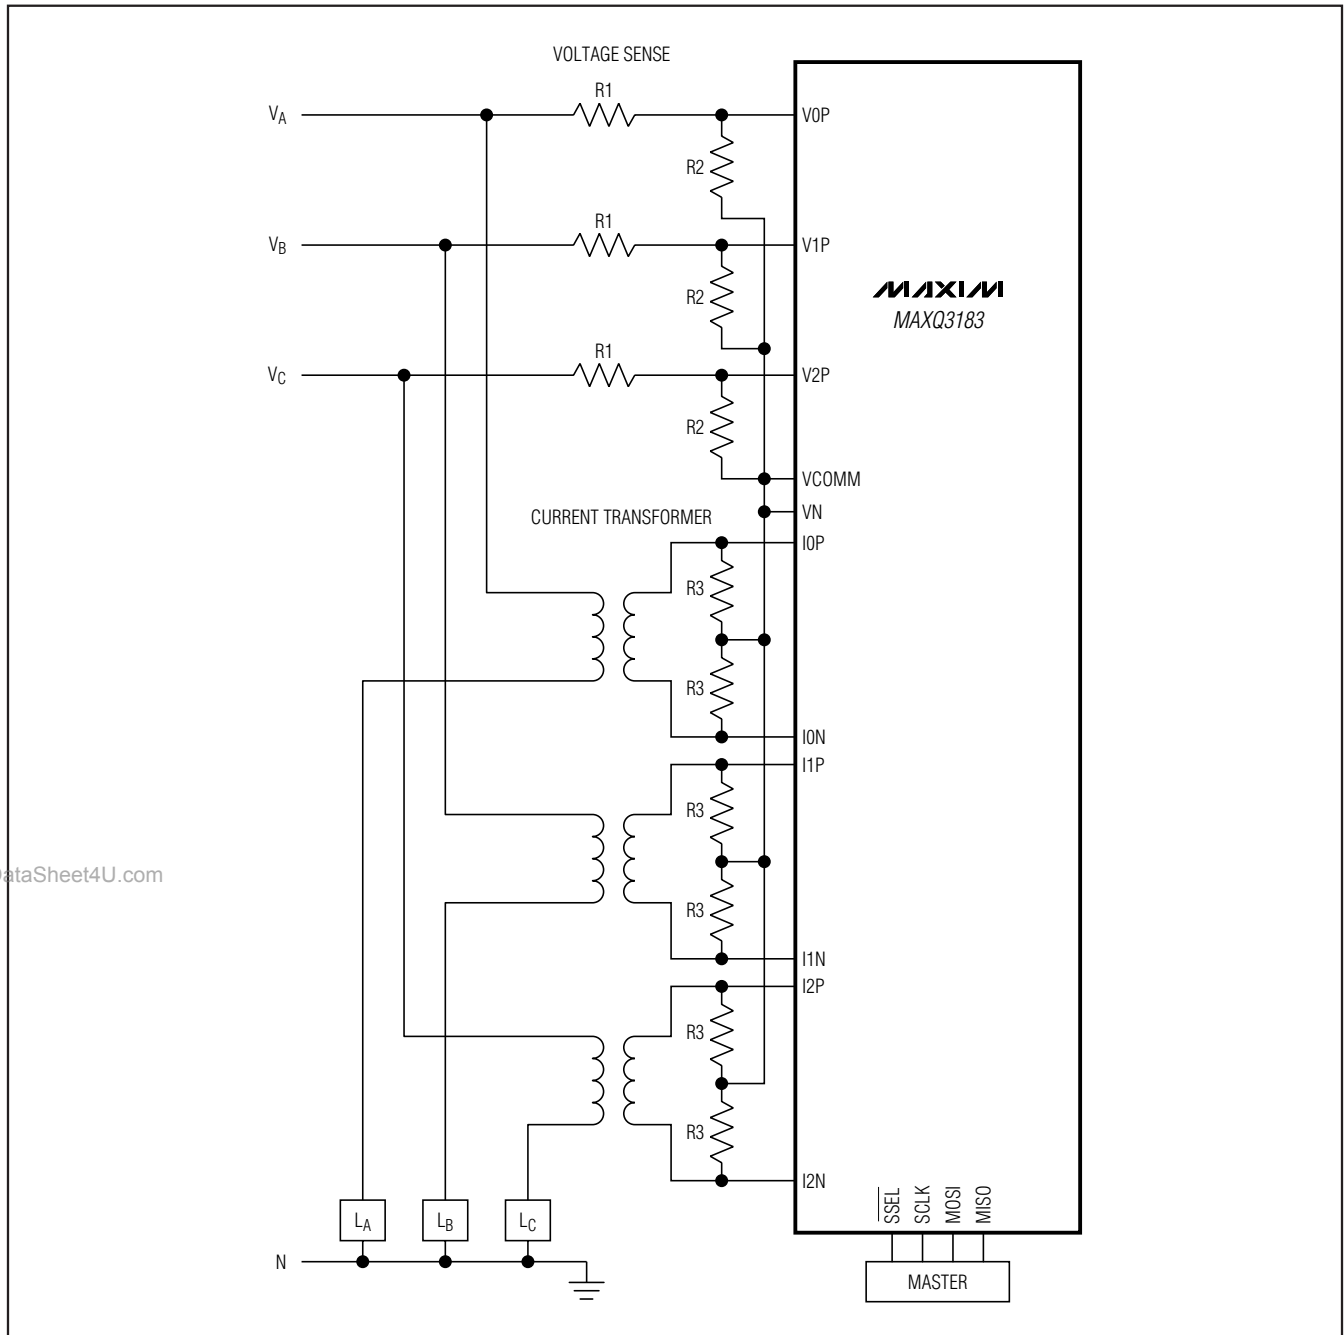 VOLTAGE SENSE
VA
R1
V0P
R2
VB
R1
V1P
R2
MAXIM
MAXQ3183
VC
R1
V2P
R2
VCOMM
VN
CURRENT TRANSFORMER
I0P
R3
R3
I0N
I1P
R3
ataSheet4U.com
R3
I1N
I2P
R3
R3
I2N
SSEL
SCLK
MOSI
MISO
LA
LB
LC
N
MASTER